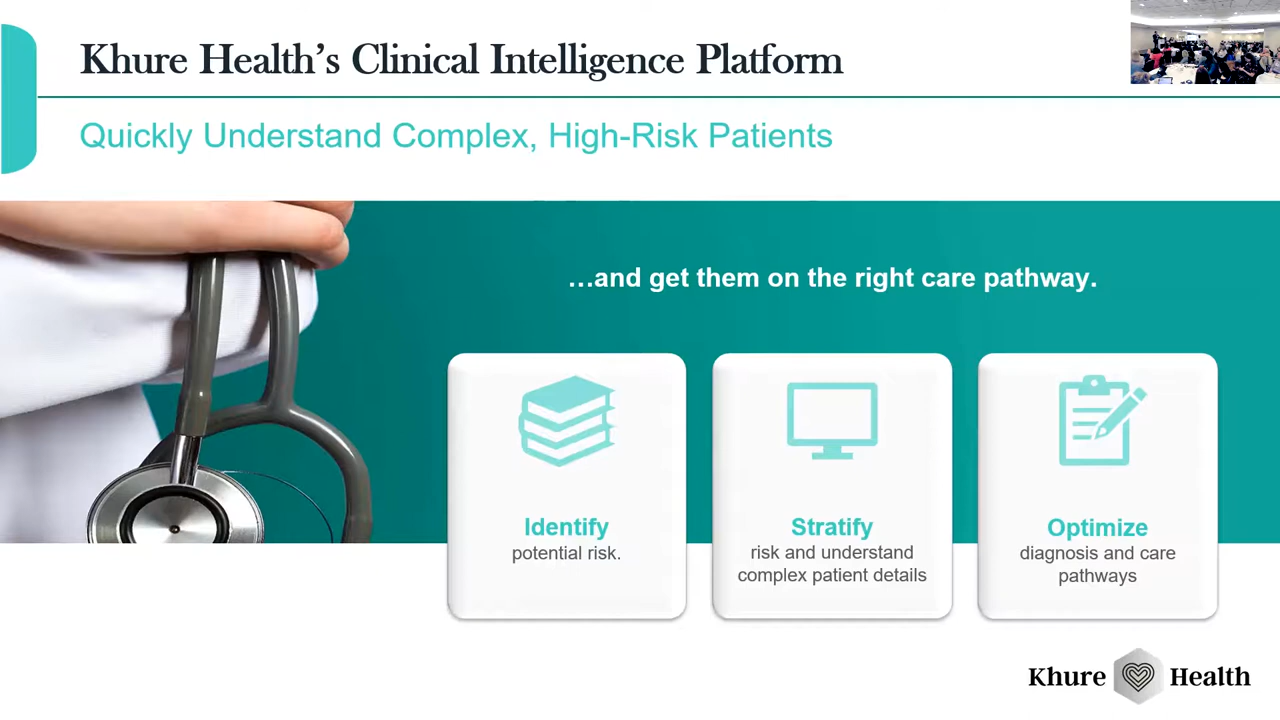 Khure Health's Clinical Intelligence Platform
Quickly Understand Complex, High-Risk Patients
…and get them on the right care pathway.
Identify
potential risk.
Stratify
risk and understand
complex patient details
Optimize
diagnosis and care
pathways
Khure Health